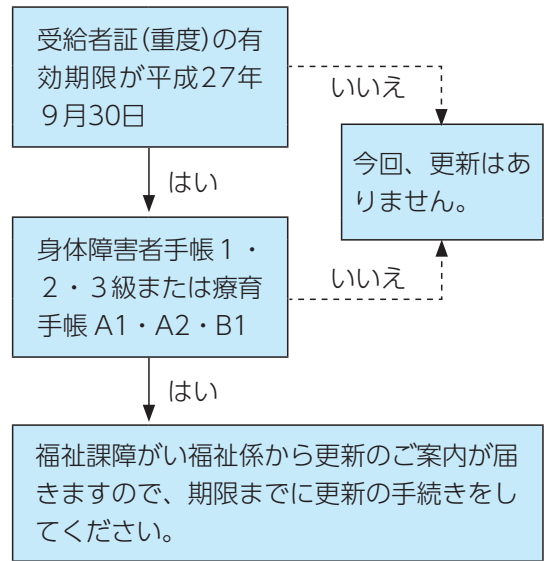 受給者証(重度)の有
効期限が平成27年
９月30日
いいえ
はい
今回、更新はあ
りません。
身体障害者手帳１・
２・３級または療育
手帳 A1・A2・B1
いいえ
はい
福祉課障がい福祉係から更新のご案内が届
きますので、期限までに更新の手続きをし
てください。